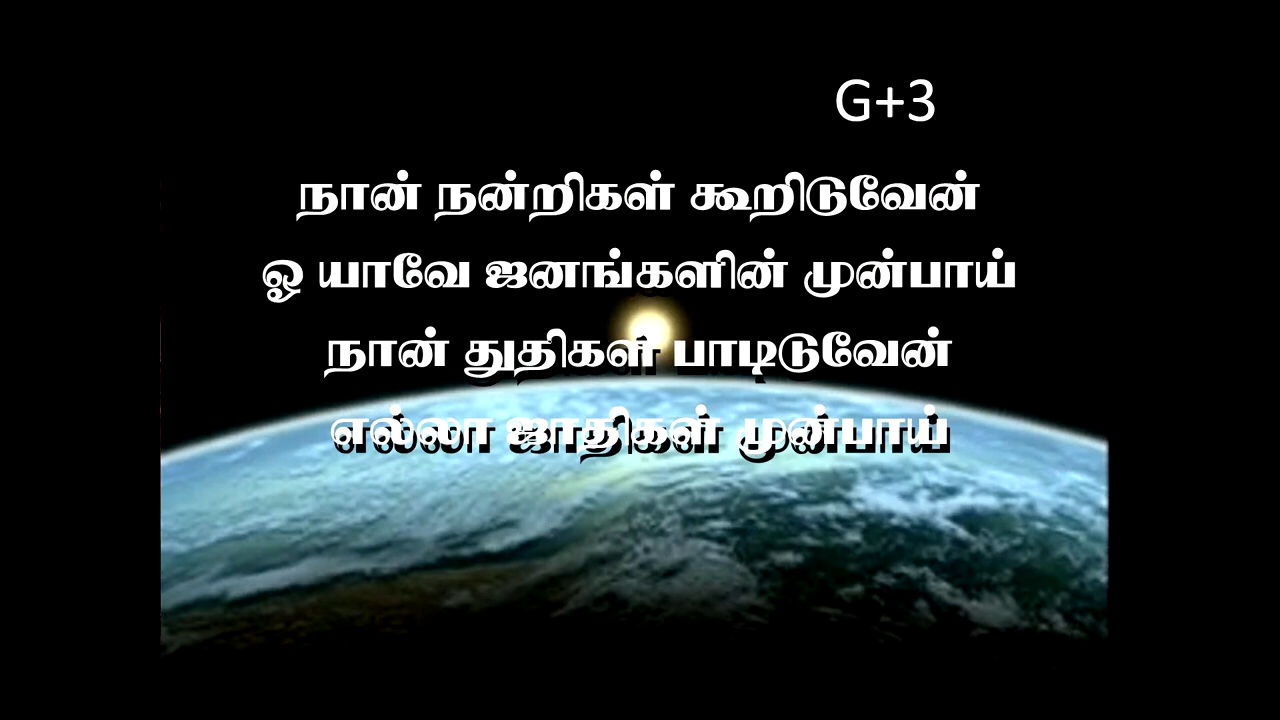 G+3
நான் நன்றிகள் கூறிடுவேன்
ஓ யாவே ஜனங்களின் முன்பாய்
நான் துதிகள் பாடிடுவேன்
எல்லா ஜாதிகள் முன்பாய்